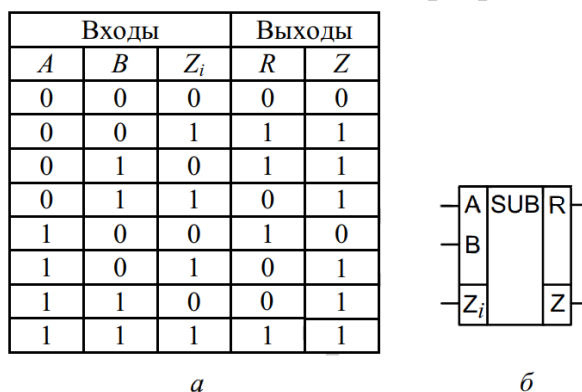 Входы Выходы
A B Zi R Z
0 0 0 0 0
0 0 1 1 1
0 1 0 1 1
0 1 1 0 1
1 0 0 1 0
1 0 1 0 1
1 1 0 0 1
1 1 1 1 1
A SUB R
B
Zi Z
а б